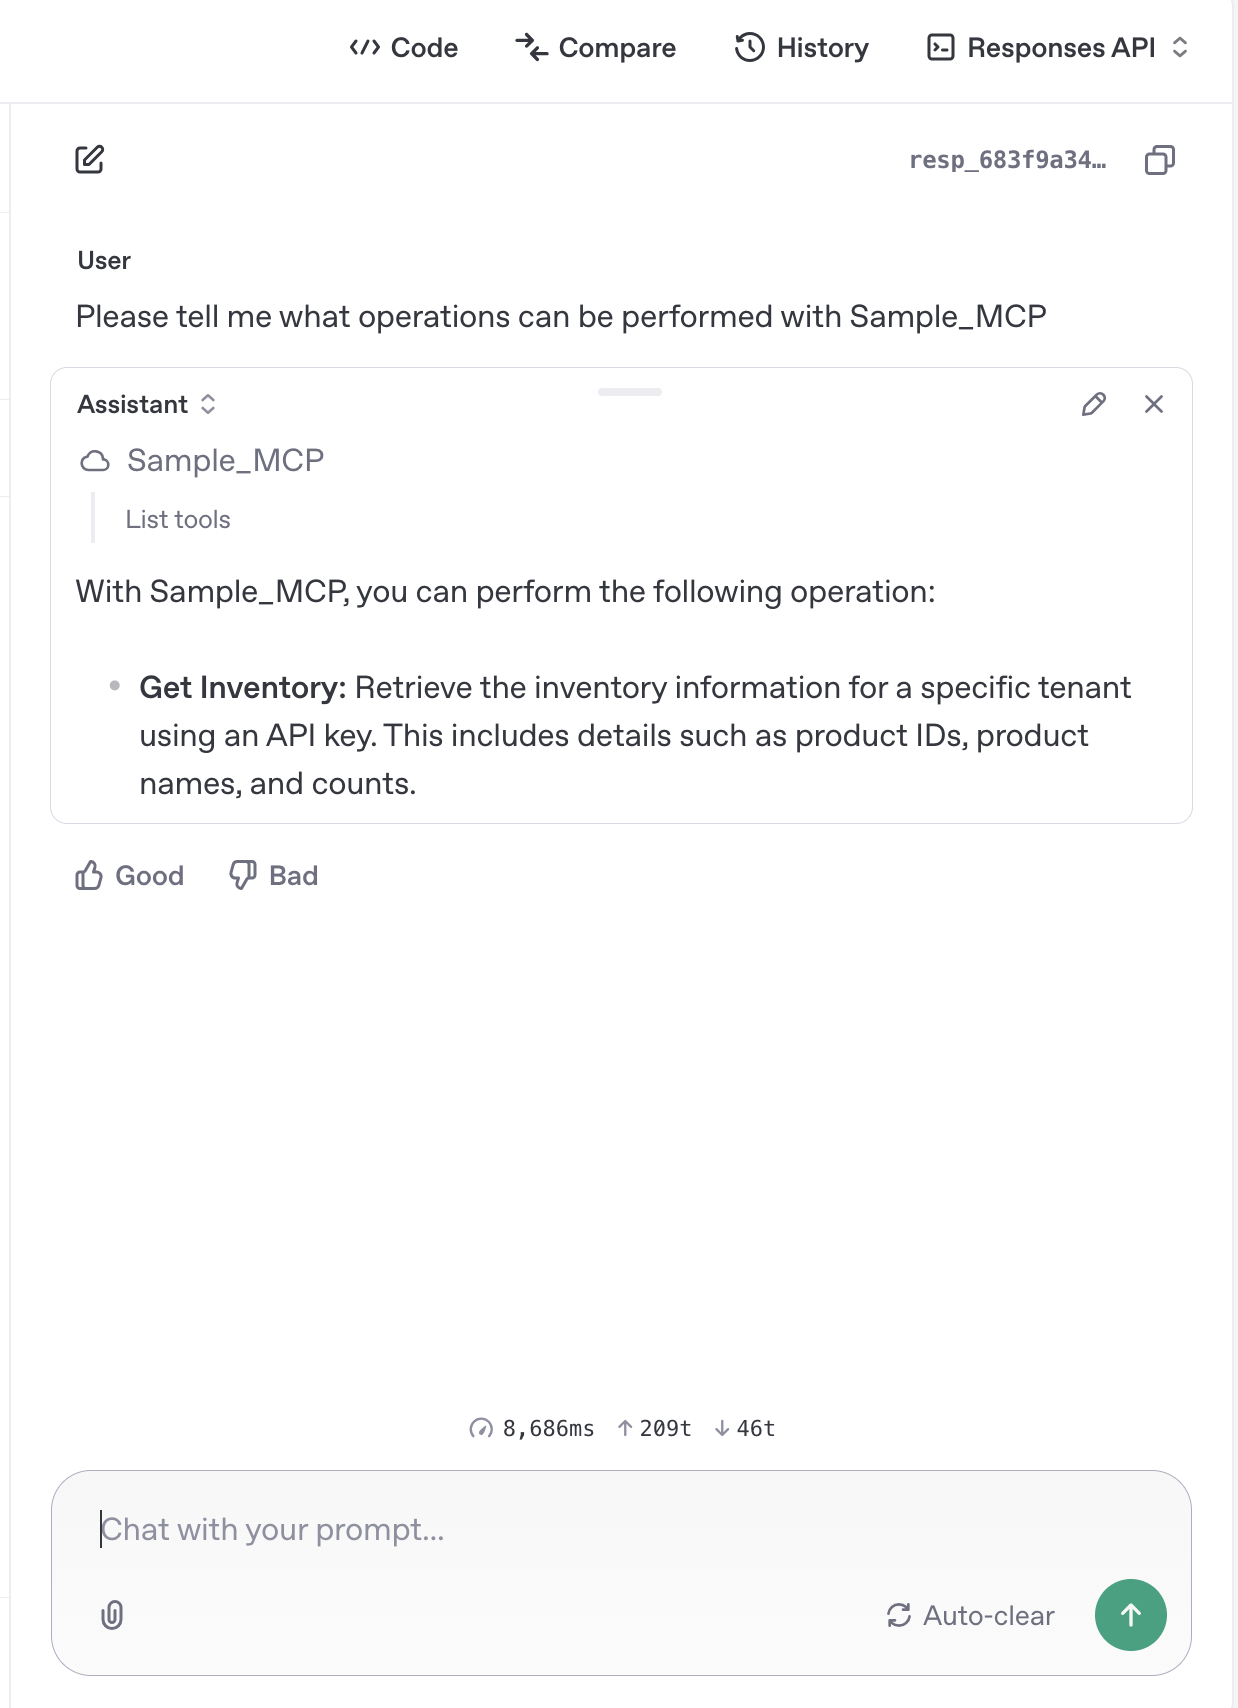 </> Code Compare History Responses API
resp_683f9a34…
User
Please tell me what operations can be performed with Sample_MCP
Assistant
Sample_MCP
List tools
With Sample_MCP, you can perform the following operation:
• Get Inventory: Retrieve the inventory information for a specific tenant
using an API key. This includes details such as product IDs, product
names, and counts.
Good Bad
8,686ms ↑ 209t ↓ 46t
Chat with your prompt...
Auto-clear